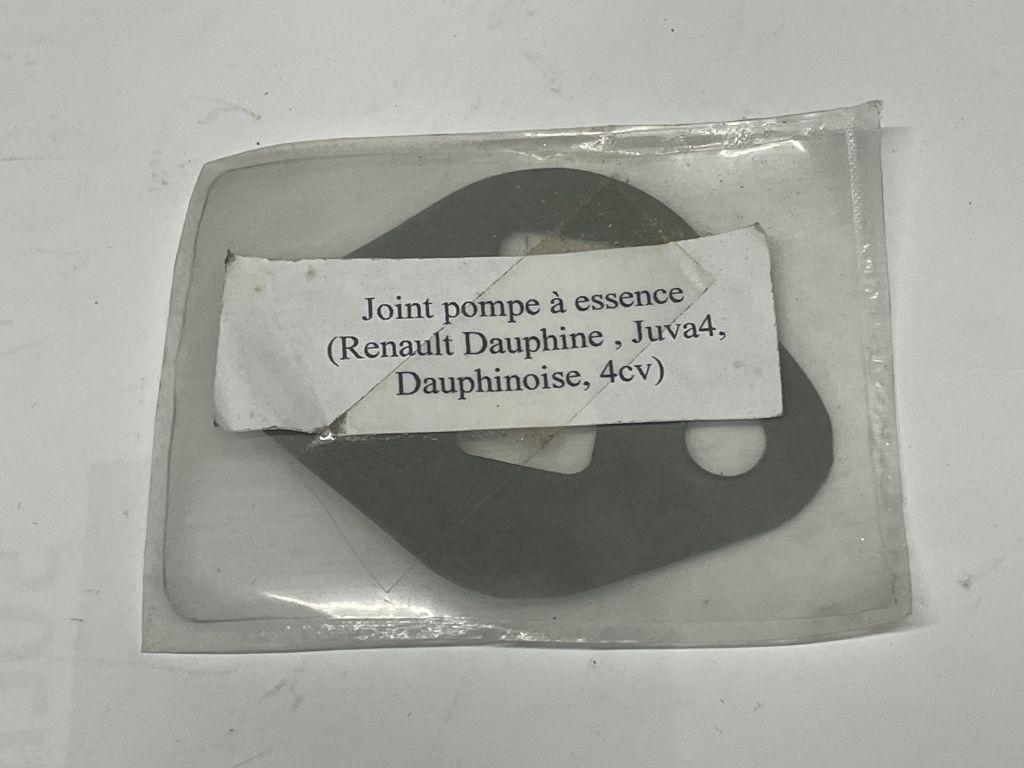 Joint pompe à essence
(Renault Dauphine , Juva4,
Dauphinoise, 4cv)